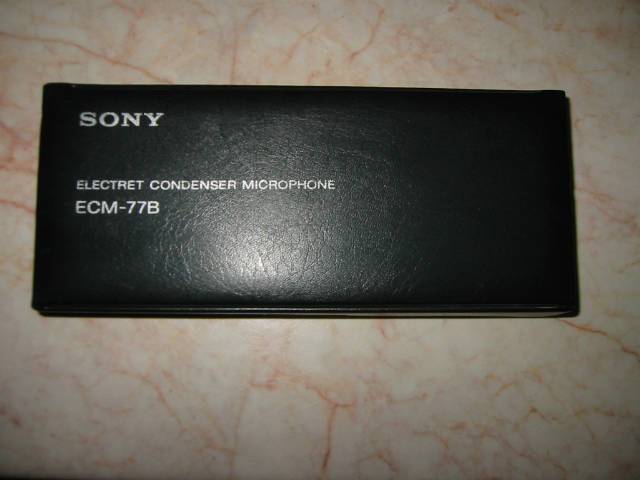 SONY
ELECTRET CONDENSER MICROPHONE
ECM-77B